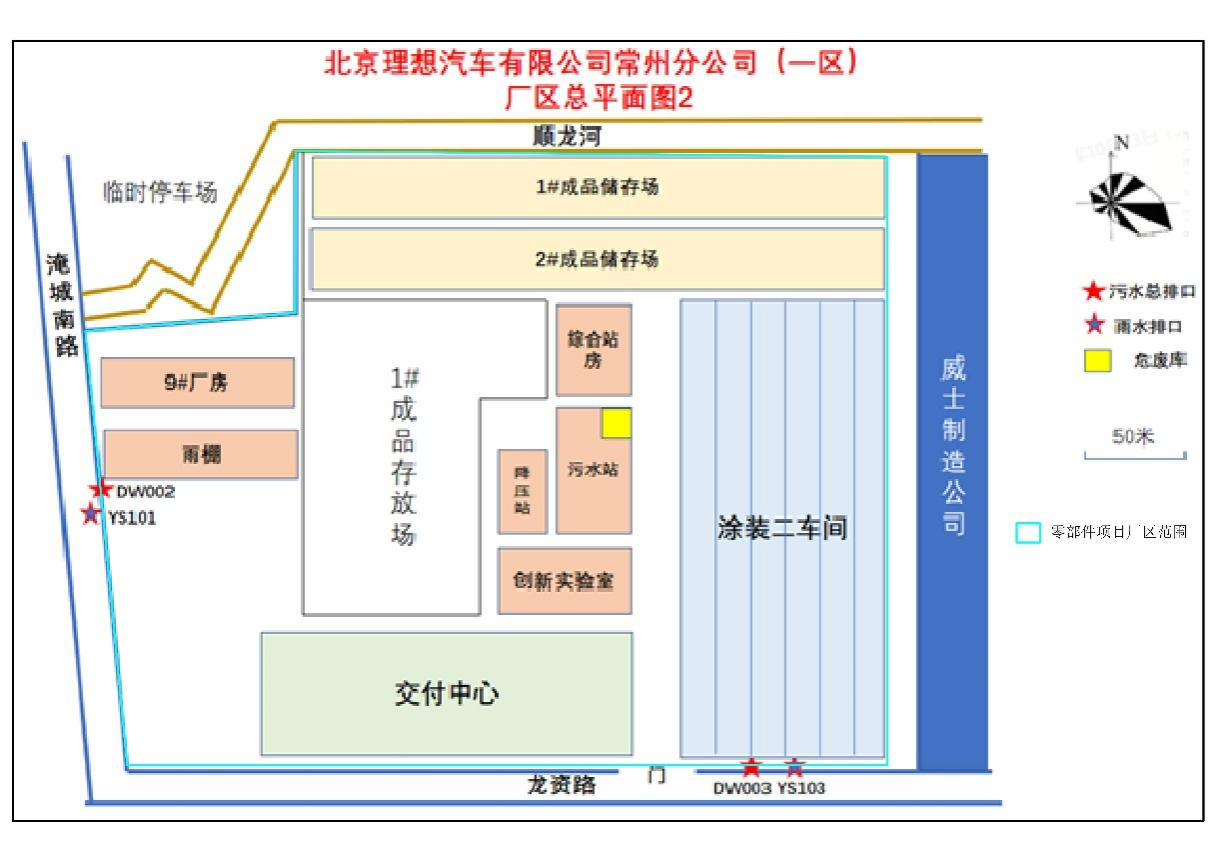 北京理想汽车有限公司常州分公司（一区）
厂区总平面图2
顺龙河
N
临时停车场
1#成品储存场
2#成品储存场
淹城南路
污水总排口
雨水排口
危废库
综合站
房
9#厂房
1#成品存放场
威士制造公司
50米
雨棚
降压站
污水站
DW002
YS101
涂装二车间
零部件项目厂区范围
创新实验室
交付中心
龙资路
门
DW003 YS103